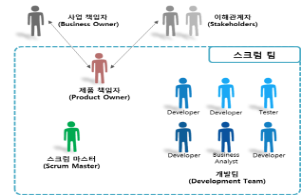 사업 책임자
(Business Owner)
이해관계자
(Stakeholders)
스크럼 팀
제품 책임자
(Product Owner)
Developer
Developer
Tester
스크럼 마스터
(Scrum Master)
Developer
Business
Analyst
Developer
개발팀
(Development Team)